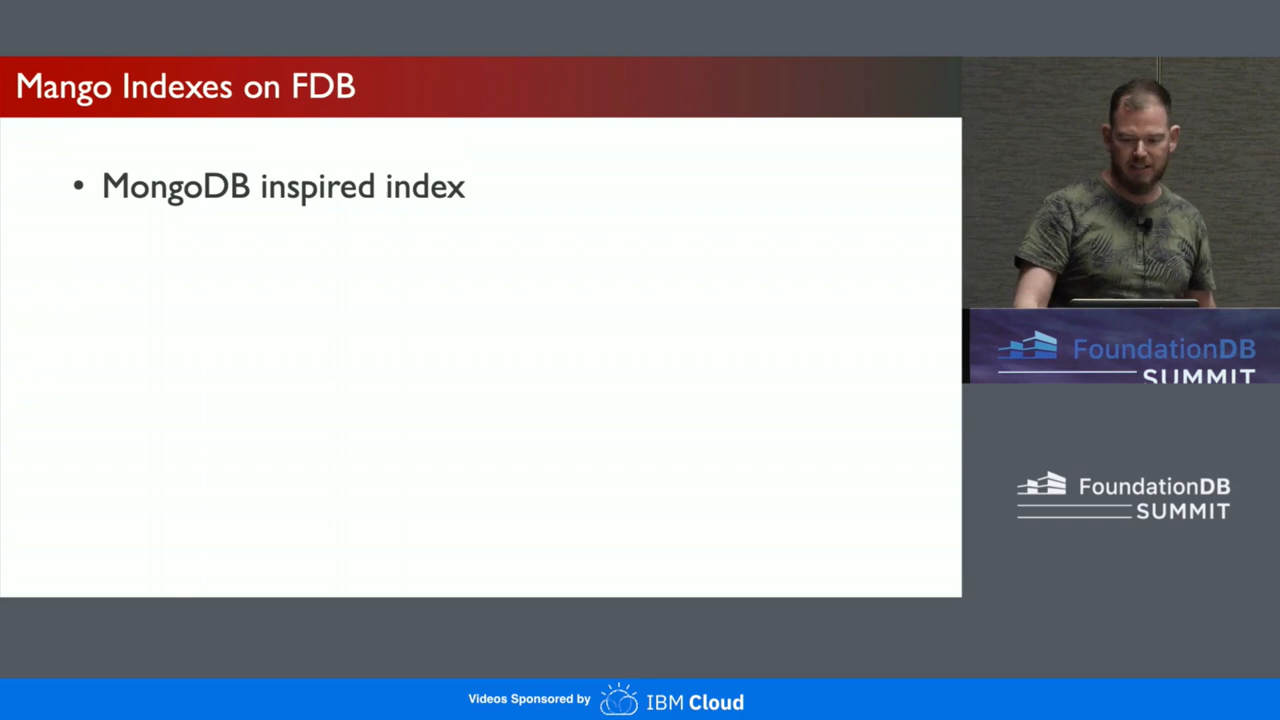 Mango Indexes on FDB
• MongoDB inspired index
FoundationDB
SUMMIT
FoundationDB
SUMMIT
Videos Sponsored by IBM Cloud